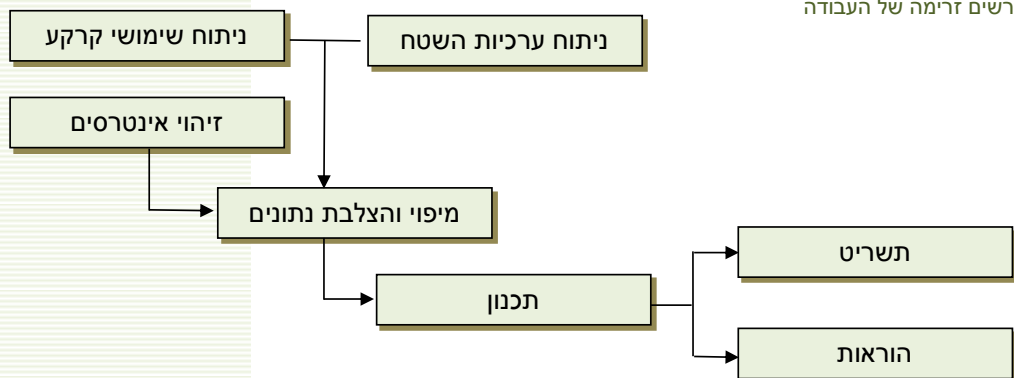 רשים זרימה של העבודה
ניתוח ערכיות השטח
ניתוח שימושי קרקע
זיהוי אינטרסים
מיפוי והצלבת נתונים
תכנון
תשריט
הוראות